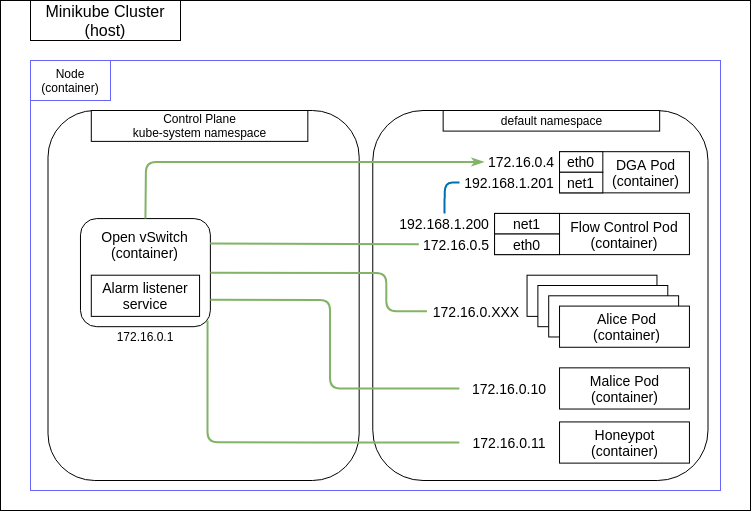 Minikube Cluster
(host)
Node
(container)
Control Plane
kube-system namespace
default namespace
172.16.0.4
eth0
DGA Pod
(container)
192.168.1.201
net1
192.168.1.200
net1
Flow Control Pod
(container)
172.16.0.5
eth0
Open vSwitch
(container)
Alarm listener
service
172.16.0.1
172.16.0.XXX
Alice Pod
(container)
172.16.0.10
Malice Pod
(container)
172.16.0.11
Honeypot
(container)